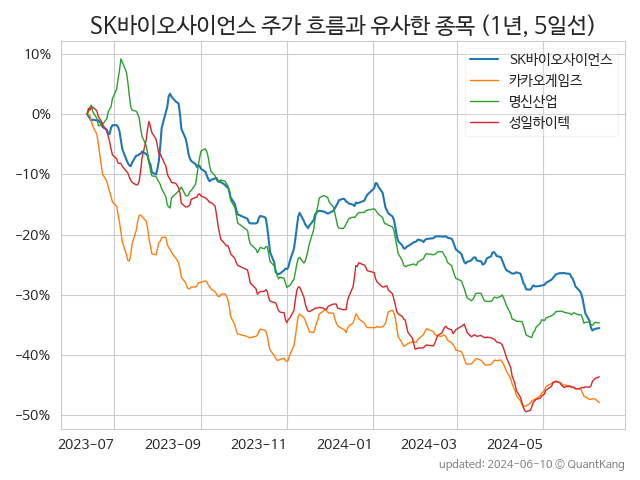 SK바이오사이언스 주가 흐름과 유사한 종목 (1년, 5일선)
10%
0%
−10%
−20%
−30%
−40%
−50%
SK바이오사이언스
카카오게임즈
명신산업
성일하이텍
2023-07
2023-09
2023-11
2024-01
2024-03
2024-05
updated: 2024-06-10 © QuantKang